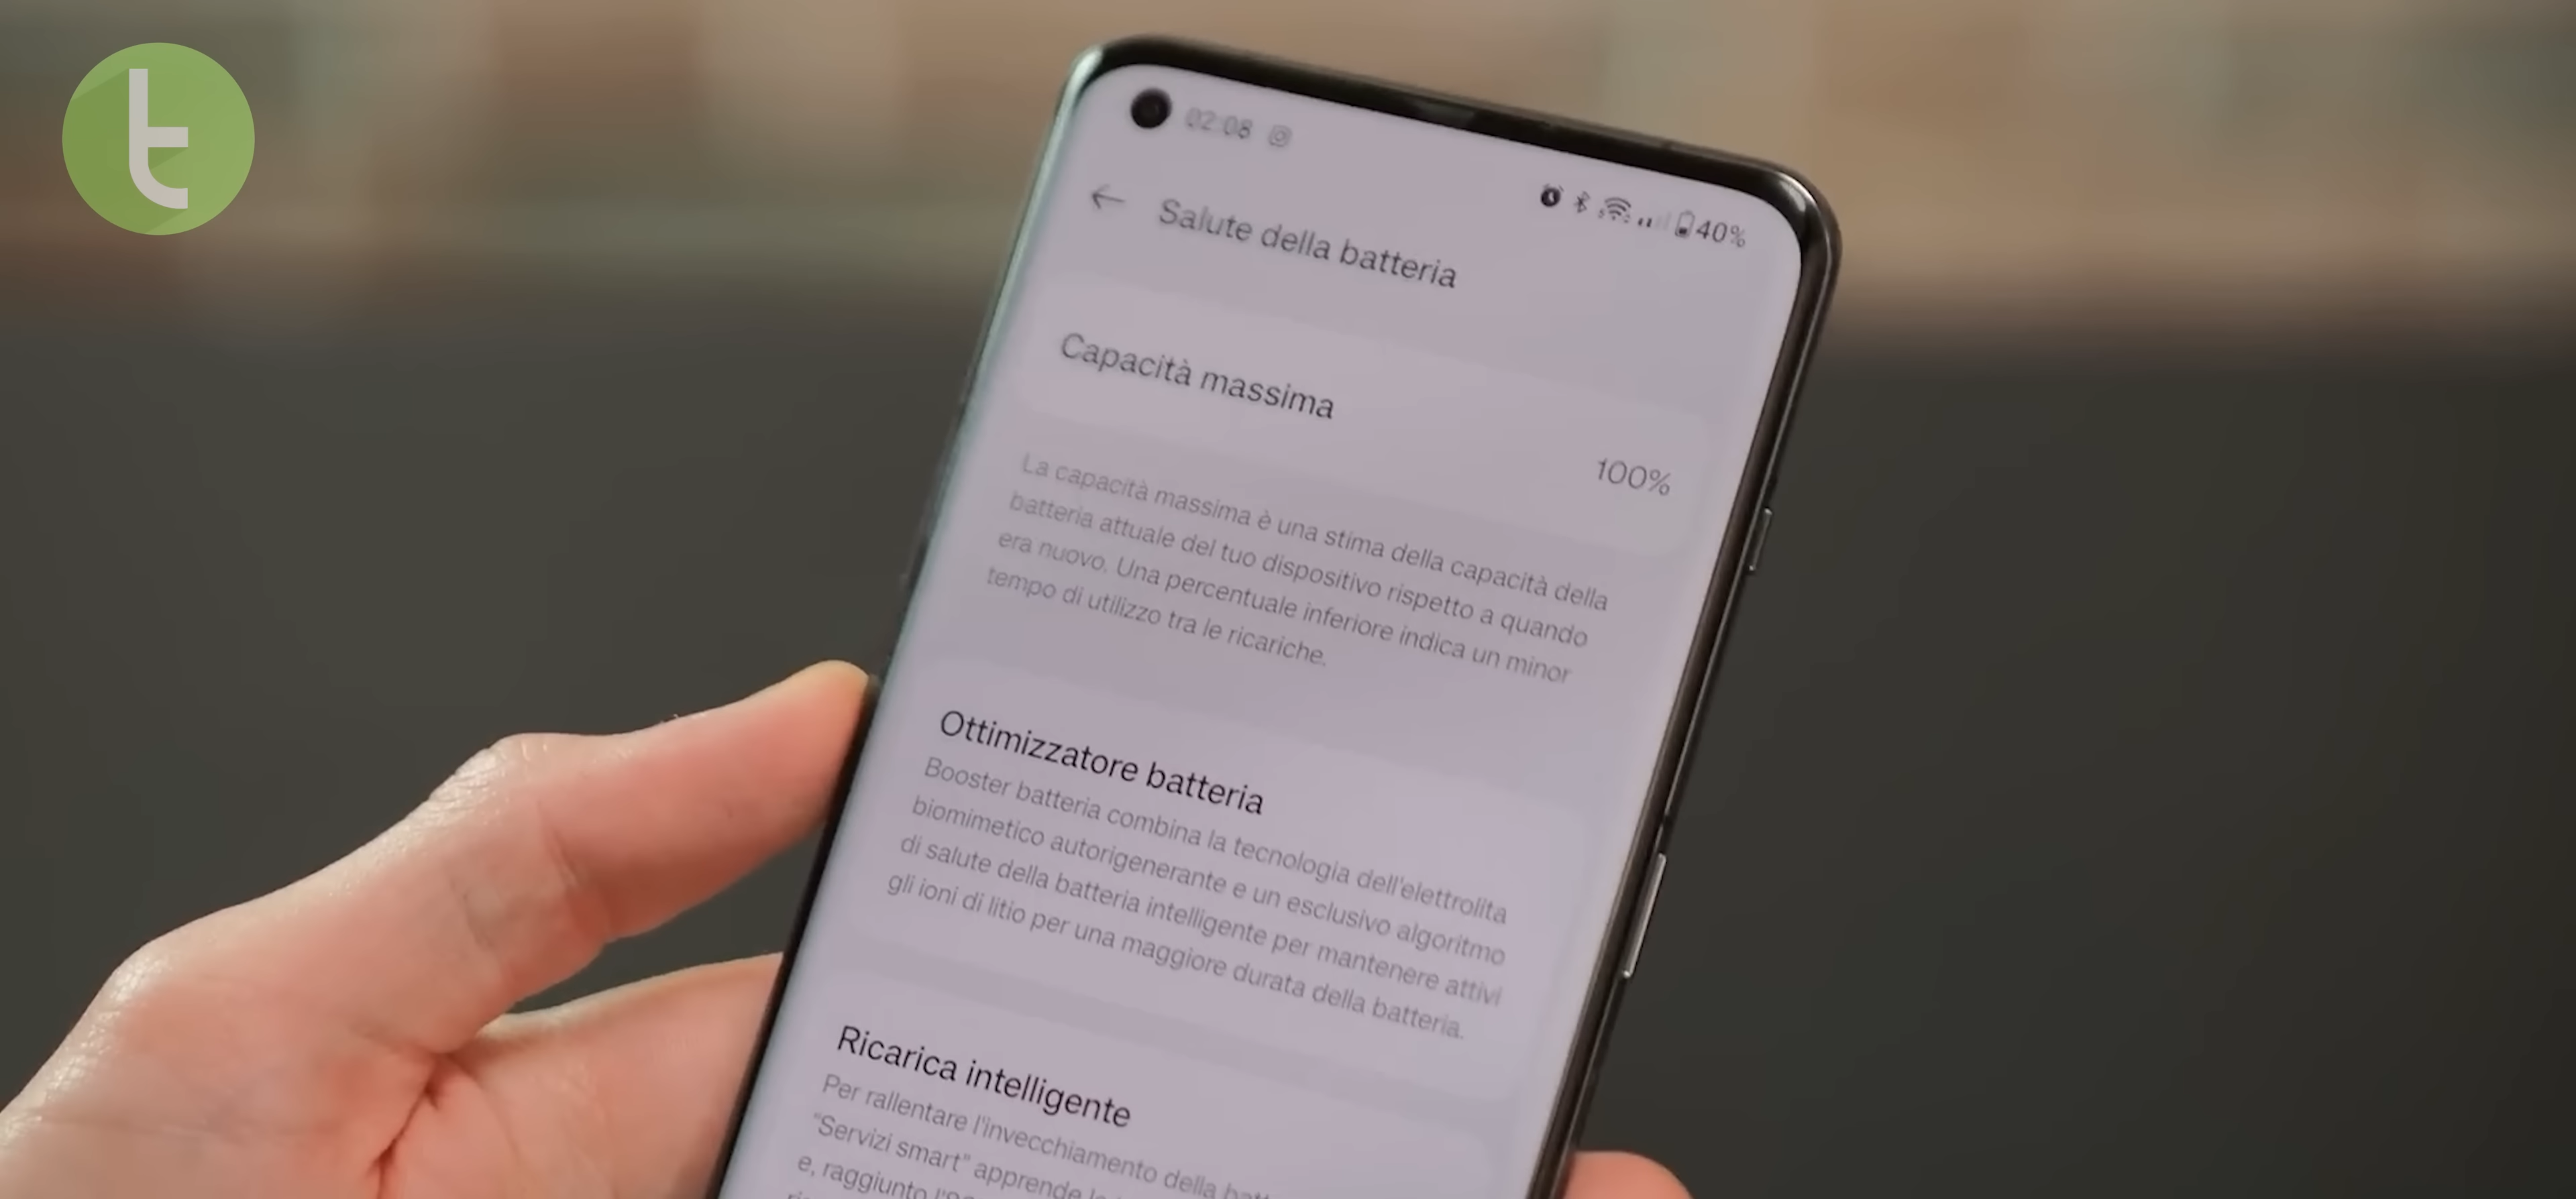 t
02:08
40%
Salute della batteria
Capacità massima
100%
La capacità massima è una stima della capacità della
batteria attuale del tuo dispositivo rispetto a quando
era nuovo. Una percentuale inferiore indica un minor
tempo di utilizzo tra le ricariche.
Ottimizzatore batteria
Booster batteria combina la tecnologia dell'elettrolita
biomimetico autorigenerante e un esclusivo algoritmo
di salute della batteria intelligente per mantenere attivi
gli ioni di litio per una maggiore durata della batteria.
Ricarica intelligente
Per rallentare l'invecchiamento della
"Servizi smart" apprende
e, raggiunto